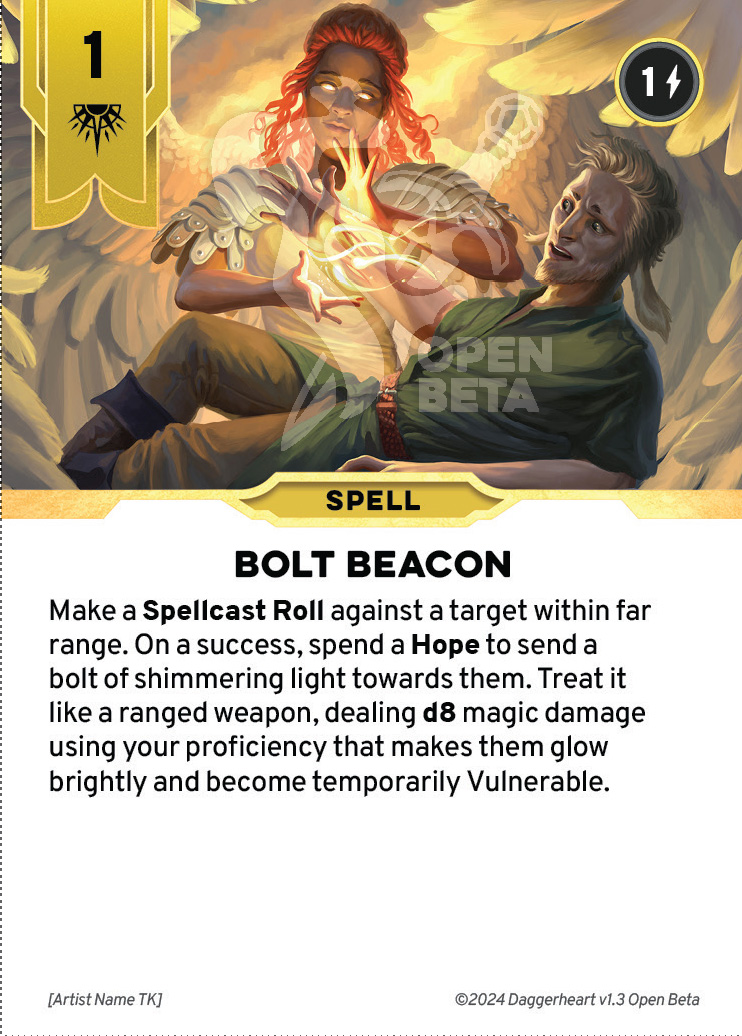 1
1
OPEN
BETA
SPELL
BOLT BEACON
Make a Spellcast Roll against a target within far
range. On a success, spend a Hope to send a
bolt of shimmering light towards them. Treat it
like a ranged weapon, dealing d8 magic damage
using your proficiency that makes them glow
brightly and become temporarily Vulnerable.
[Artist Name TK]
©2024 Daggerheart v1.3 Open Beta